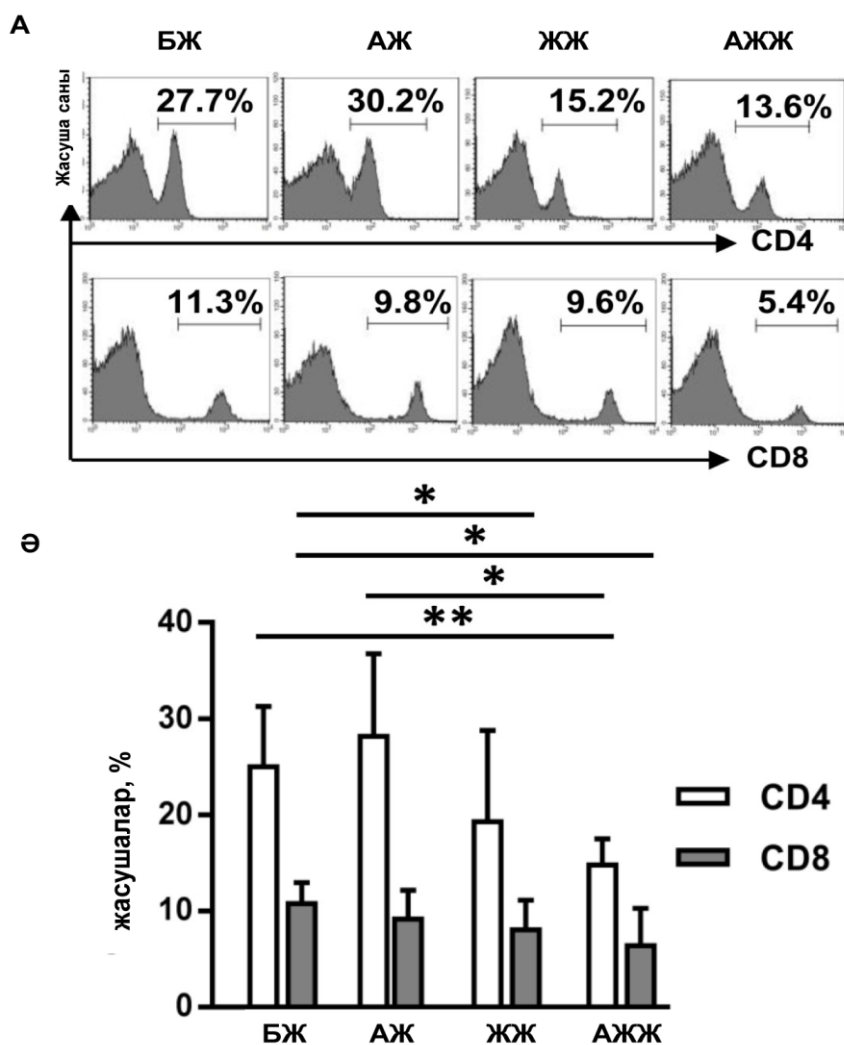 А
БЖ АЖ ЖЖ АЖЖ
Жасуша саны
27.7% 30.2% 15.2% 13.6%
CD4
11.3% 9.8% 9.6% 5.4%
CD8
Ә
*
*
*
**
40
30
20
10
0
жасушалар, %
CD4
CD8
БЖ АЖ ЖЖ АЖЖ